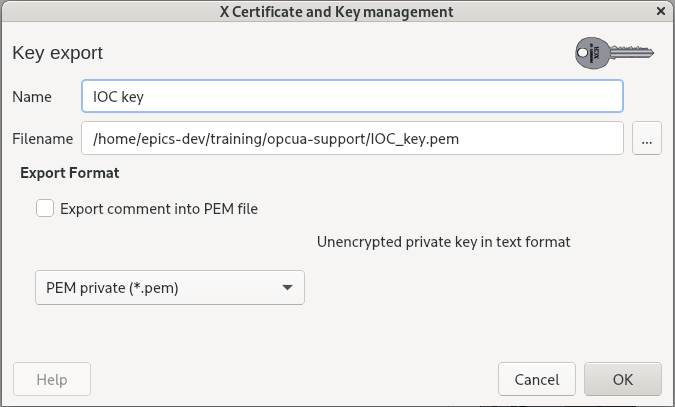 X Certificate and Key management
Key export
Name
IOC key
Filename
/home/epics-dev/training/opcua-support/IOC_key.pem
...
Export Format
Export comment into PEM file
Unencrypted private key in text format
PEM private (*.pem)
Help
Cancel
OK